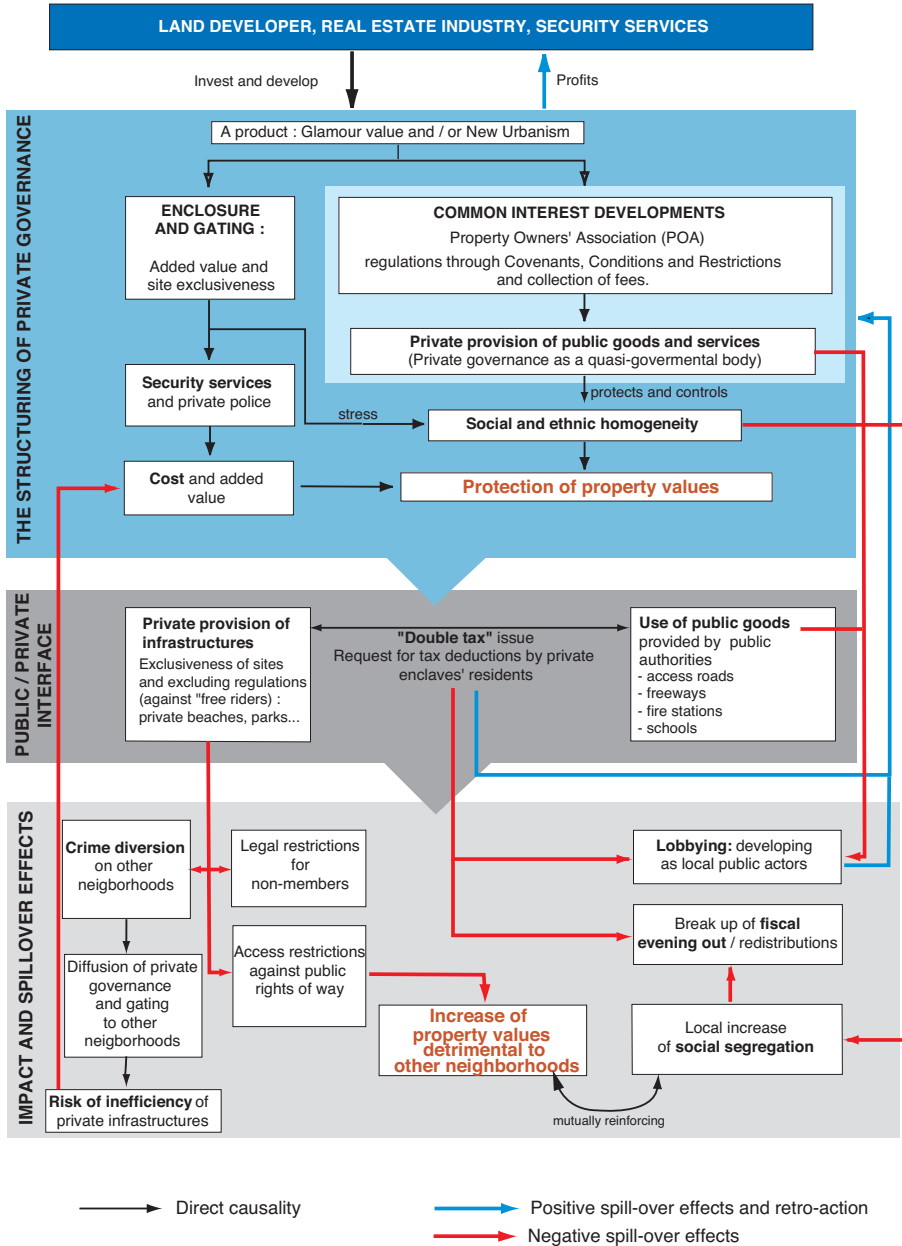 LAND DEVELOPER, REAL ESTATE INDUSTRY, SECURITY SERVICES
Invest and develop
Profits
THE STRUCTURING OF PRIVATE GOVERNANCE
A product : Glamour value and / or New Urbanism
ENCLOSURE
AND GATING :
Added value and
site exclusiveness
COMMON INTEREST DEVELOPMENTS
Property Owners' Association (POA)
regulations through Covenants, Conditions and Restrictions
and collection of fees.
Private provision of public goods and services
(Private governance as a quasi-govermental body)
Security services
and private police
protects and controls
stress
Social and ethnic homogeneity
Cost and added
value
Protection of property values
PUBLIC / PRIVATE
INTERFACE
Private provision of
infrastructures
Exclusiveness of sites
and excluding regulations
(against "free riders) :
private beaches, parks...
"Double tax" issue
Request for tax deductions by private
enclaves' residents
Use of public goods
provided by public
authorities
- access roads
- freeways
- fire stations
- schools
IMPACT AND SPILLOVER EFFECTS
Crime diversion
on other
neigborhoods
Legal restrictions
for
non-members
Lobbying: developing
as local public actors
Diffusion of private
governance
and gating
to other
neigborhoods
Access restrictions
against public
rights of way
Break up of fiscal
evening out / redistributions
Increase of
property values
detrimental to
other neighborhoods
Local increase
of social segregation
Risk of inefficiency of
private infrastructures
mutually reinforcing
Direct causality
Positive spill-over effects and retro-action
Negative spill-over effects